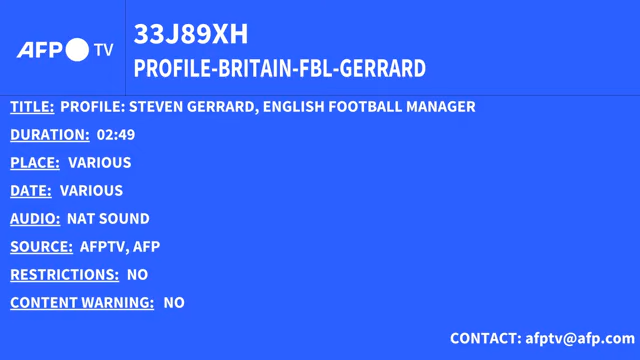 AFP TV
33J89XH
PROFILE-BRITAIN-FBL-GERRARD
TITLE: PROFILE: STEVEN GERRARD, ENGLISH FOOTBALL MANAGER
DURATION: 02:49
PLACE: VARIOUS
DATE: VARIOUS
AUDIO: NAT SOUND
SOURCE: AFPTV, AFP
RESTRICTIONS: NO
CONTENT WARNING: NO
CONTACT: afptv@afp.com